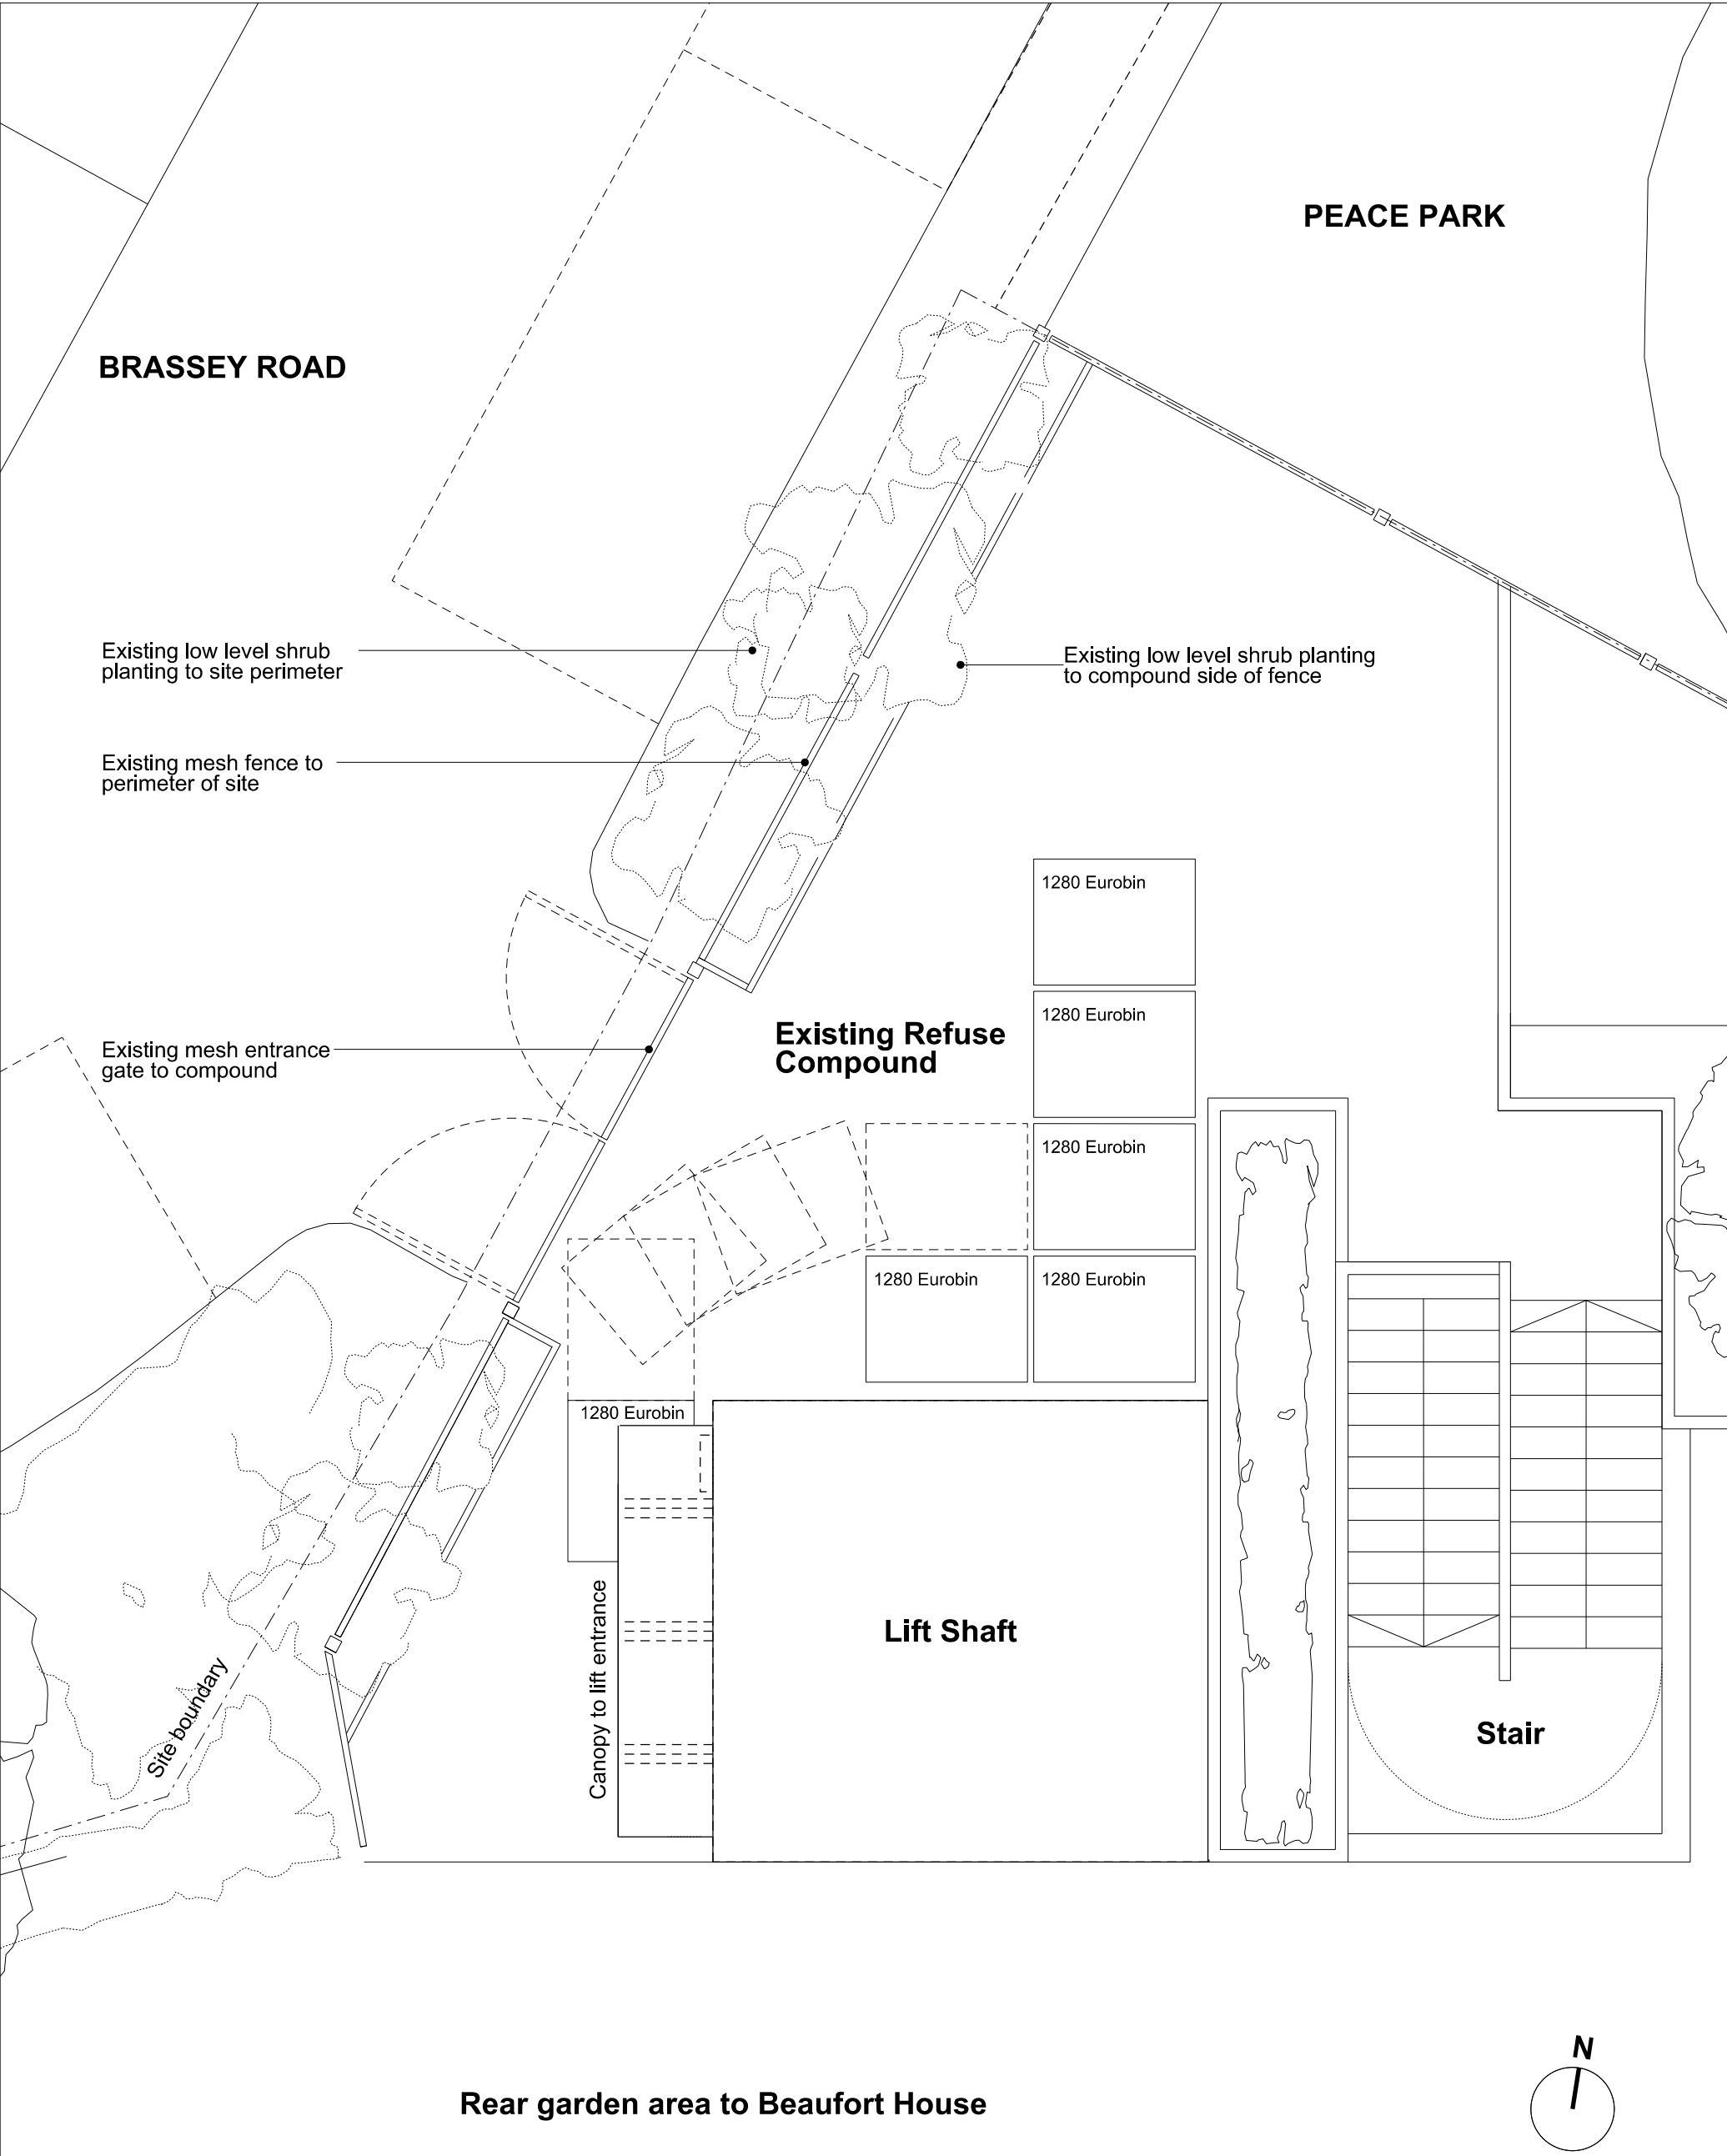 PEACE PARK
BRASSEY ROAD
Existing low level shrub
planting to site perimeter
Existing low level shrub planting
to compound side of fence
Existing mesh fence to
perimeter of site
1280 Eurobin
1280 Eurobin
Existing Refuse
Compound
Existing mesh entrance
gate to compound
1280 Eurobin
1280 Eurobin
1280 Eurobin
1280 Eurobin
Canopy to lift entrance
Lift Shaft
Site boundary
Stair
N
Rear garden area to Beaufort House